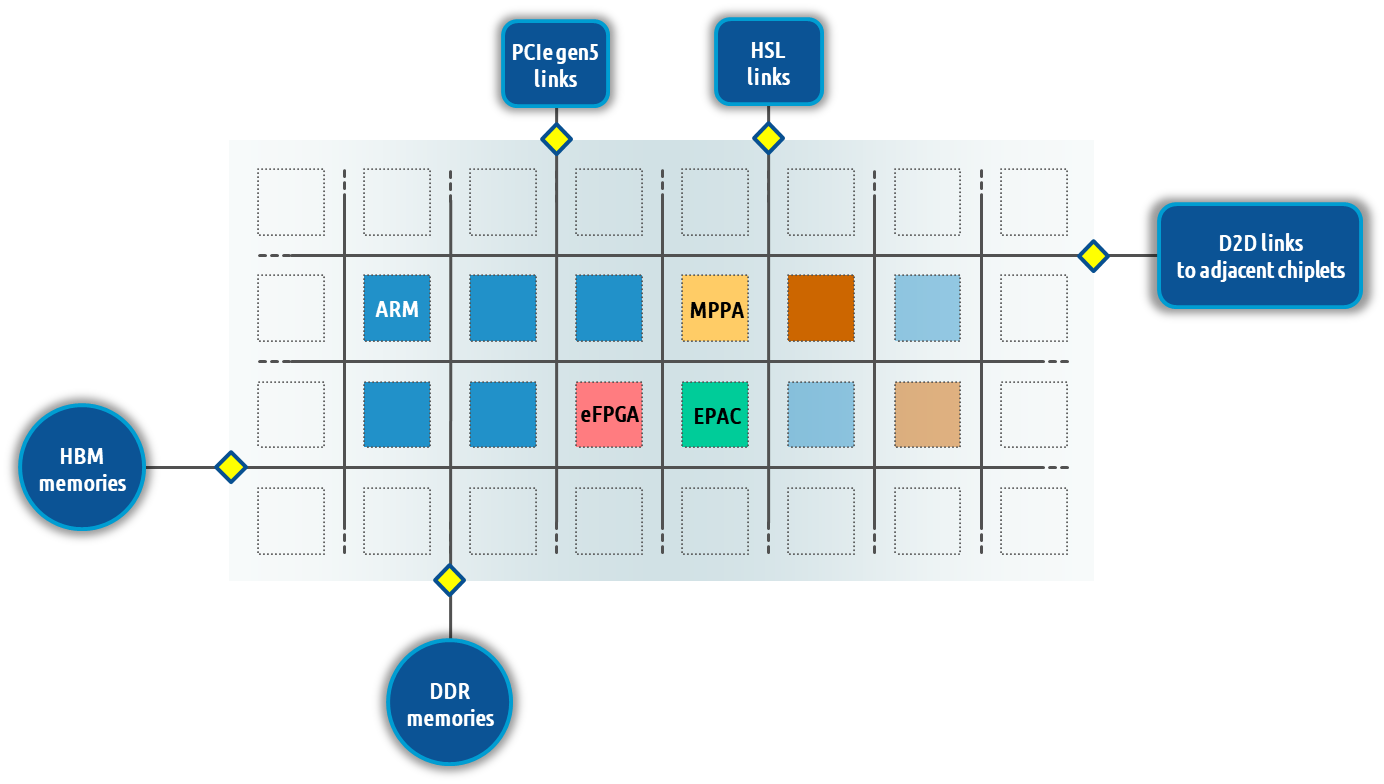 PCIe gen5
links
HSL
links
D2D links
to adjacent chiplets
ARM
MPPA
eFPGA
EPAC
HBM
memories
DDR
memories